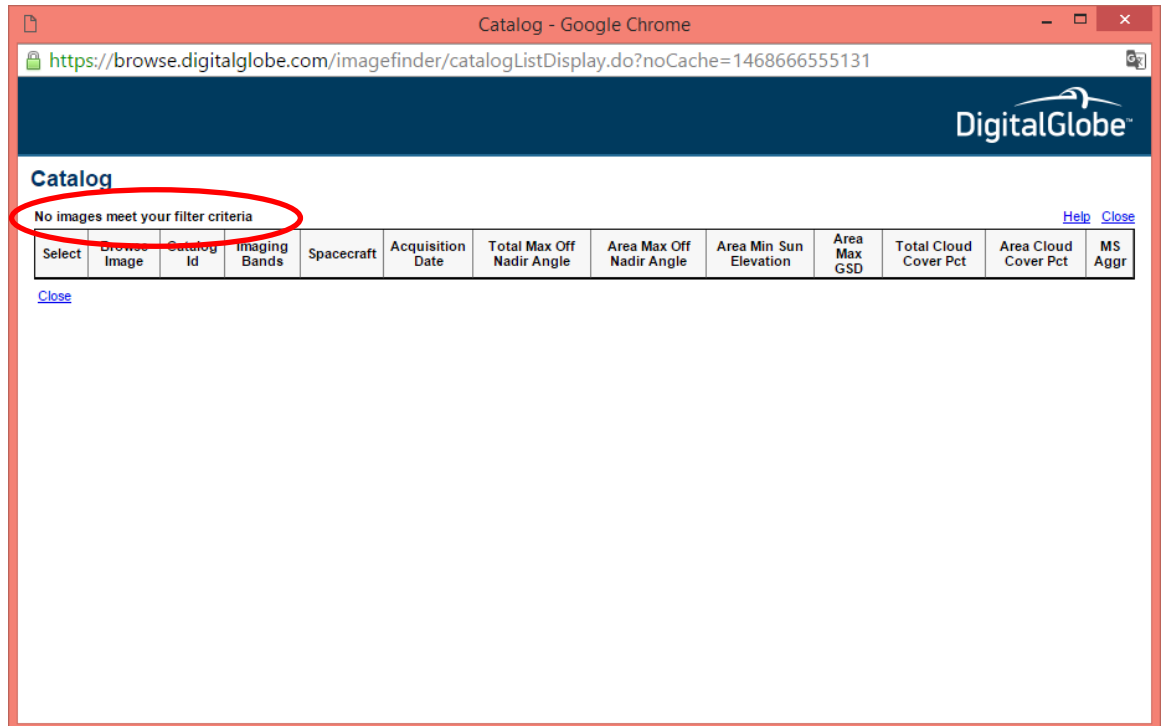 Catalog - Google Chrome
https://browse.digitalglobe.com/imagefinder/catalogListDisplay.do?noCache=1468666555131
DigitalGlobe™
Catalog
No images meet your filter criteria
Help Close
Select Browse Image Catalog Id Imaging Bands Spacecraft Acquisition Date Total Max Off Nadir Angle Area Max Off Nadir Angle Area Min Sun Elevation Area Max GSD Total Cloud Cover Pct Area Cloud Cover Pct MS Aggr
Close